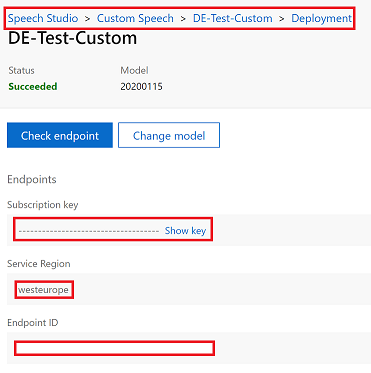 Speech Studio > Custom Speech > DE-Test-Custom > Deployment
DE-Test-Custom
Status Model
Succeeded 20200115
Check endpoint Change model
Endpoints
Subscription key
------------------------------------ Show key
Service Region
westeurope
Endpoint ID